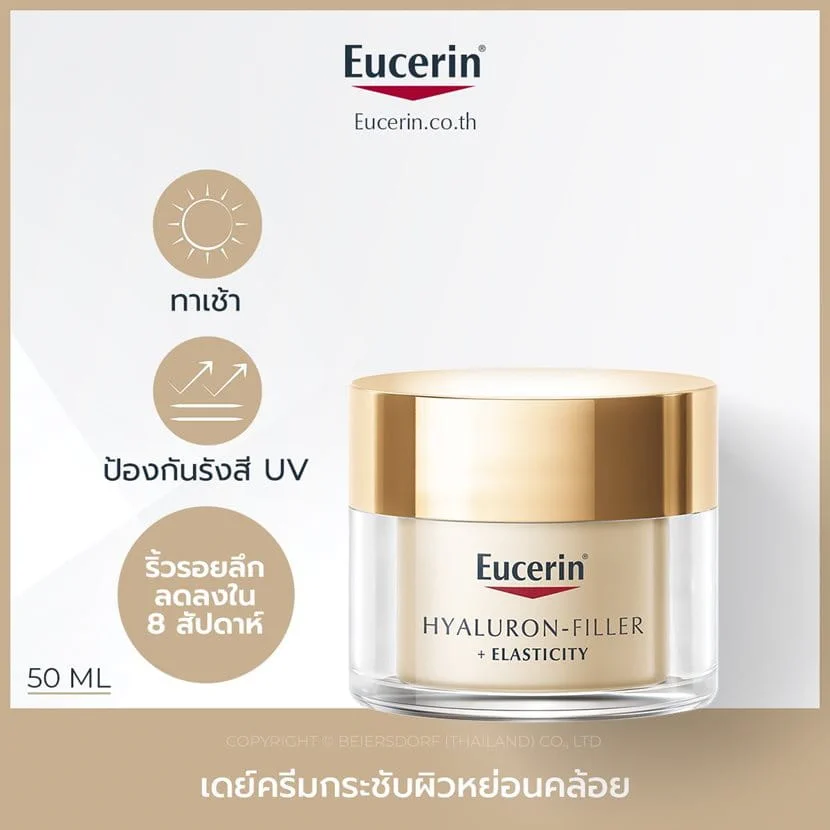 Eucerin®
Eucerin.co.th
ทาเช้า
ป้องกันรังสี UV
ริ้วรอยลึก
ลดลงใน
8 สัปดาห์
Eucerin®
HYALURON-FILLER
+ ELASTICITY
50 ML
COPYRIGHT © BEIERSDORF (THAILAND) CO., LTD
เดย์ครีมกระชับผิวหย่อนคล้อย